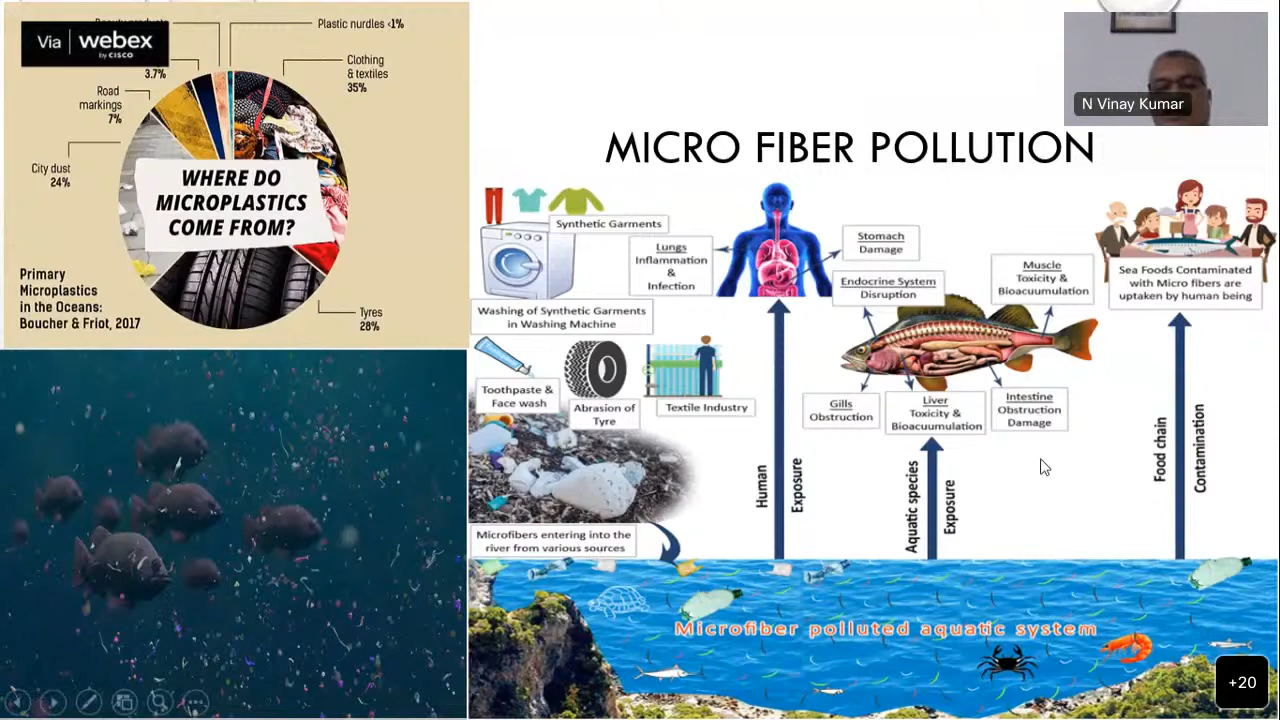 Plastic nurdles <1%
Via webex
by CISCO
3.7%
Clothing
& textiles
35%
Road
markings
7%
City dust
24%
WHERE DO
MICROPLASTICS
COME FROM?
Primary
Microplastics
in the Oceans:
Boucher & Friot, 2017
Tyres
28%
N Vinay Kumar
MICRO FIBER POLLUTION
Synthetic Garments
Washing of Synthetic Garments
in Washing Machine
Toothpaste &
Face wash
Abrasion of
Tyre
Textile Industry
Microfibers entering into the
river from various sources
Lungs
Inflammation
&
Infection
Stomach
Damage
Endocrine System
Disruption
Muscle
Toxicity &
Bioacuumulation
Gills
Obstruction
Liver
Toxicity &
Bioacuumulation
Intestine
Obstruction
Damage
Sea Foods Contaminated
with Micro fibers are
uptaken by human being
Human
Exposure
Aquatic species
Exposure
Food chain
Contamination
Microfiber polluted aquatic system
+20